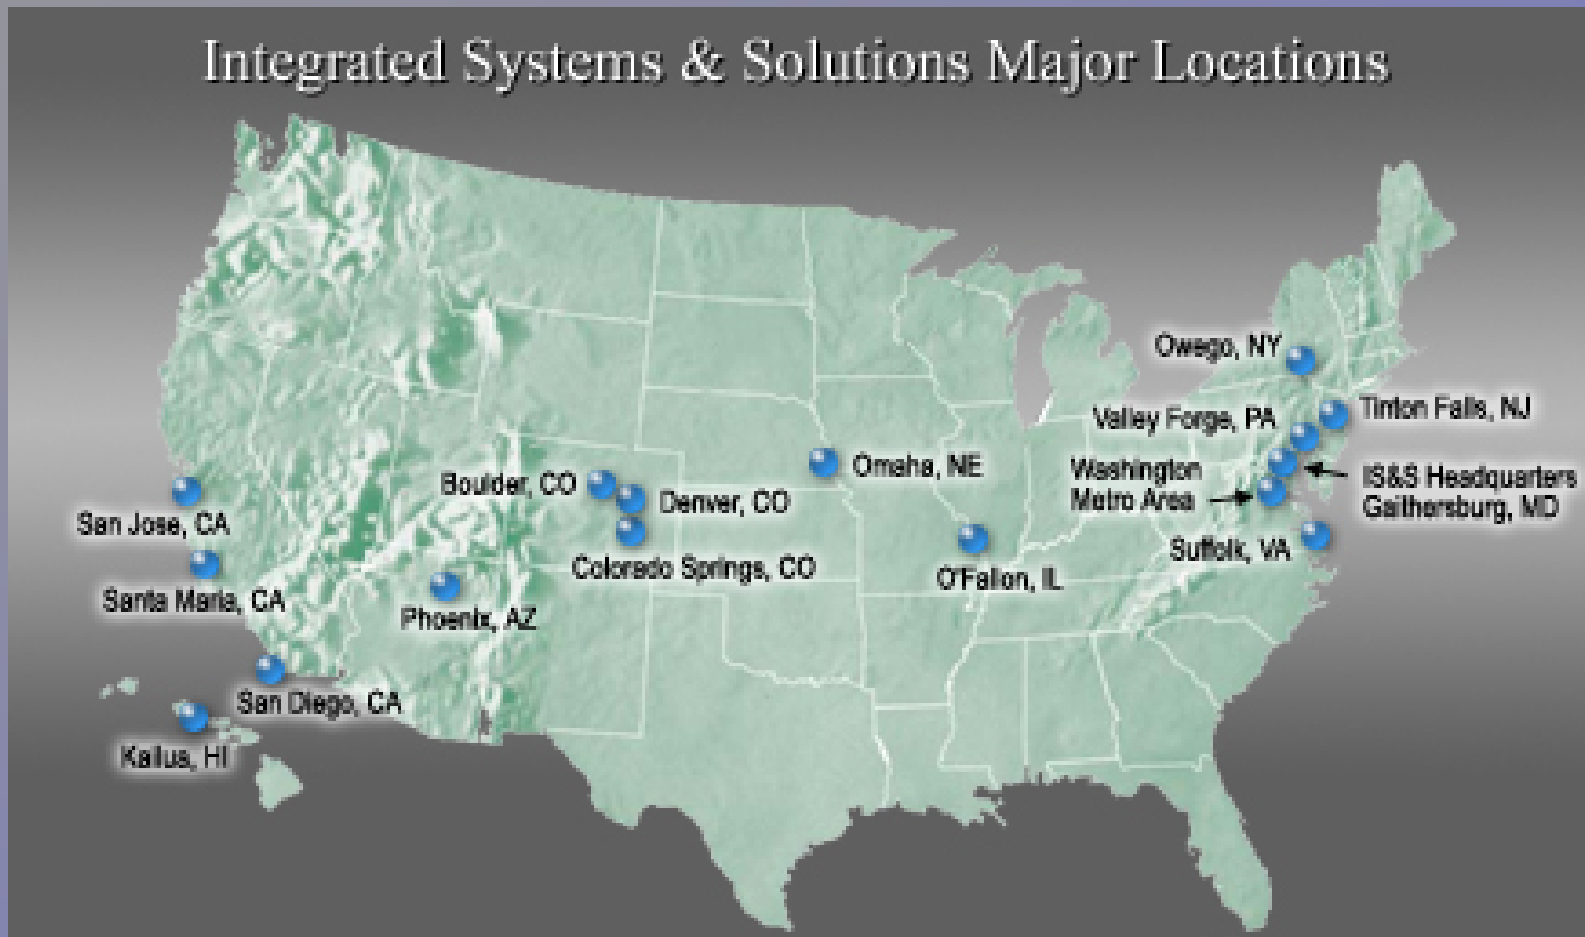 Integrated Systems & Solutions Major Locations
Owego, NY
Tinton Falls, NJ
Valley Forge, PA
Washington
Metro Area
IS&S Headquarters
Gaithersburg, MD
Suffolk, VA
Omaha, NE
Boulder, CO
Denver, CO
Colorado Springs, CO
O'Fallon, IL
San Jose, CA
Santa Maria, CA
Phoenix, AZ
San Diego, CA
Kailua, HI